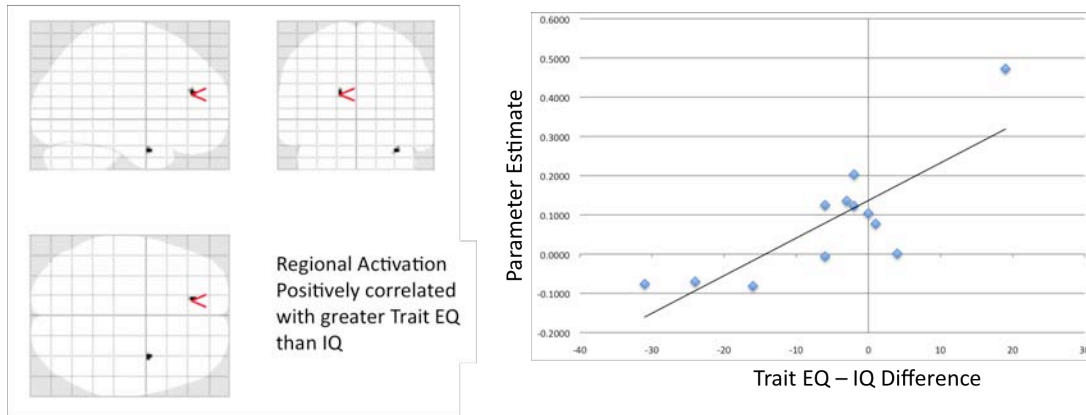 Regional Activation
Positively correlated
with greater Trait EQ
than IQ
Parameter Estimate
0.6000
0.5000
0.4000
0.3000
0.2000
0.1000
0.0000
-0.1000
-0.2000
-40
-30
-20
-10
0
10
20
30
Trait EQ – IQ Difference